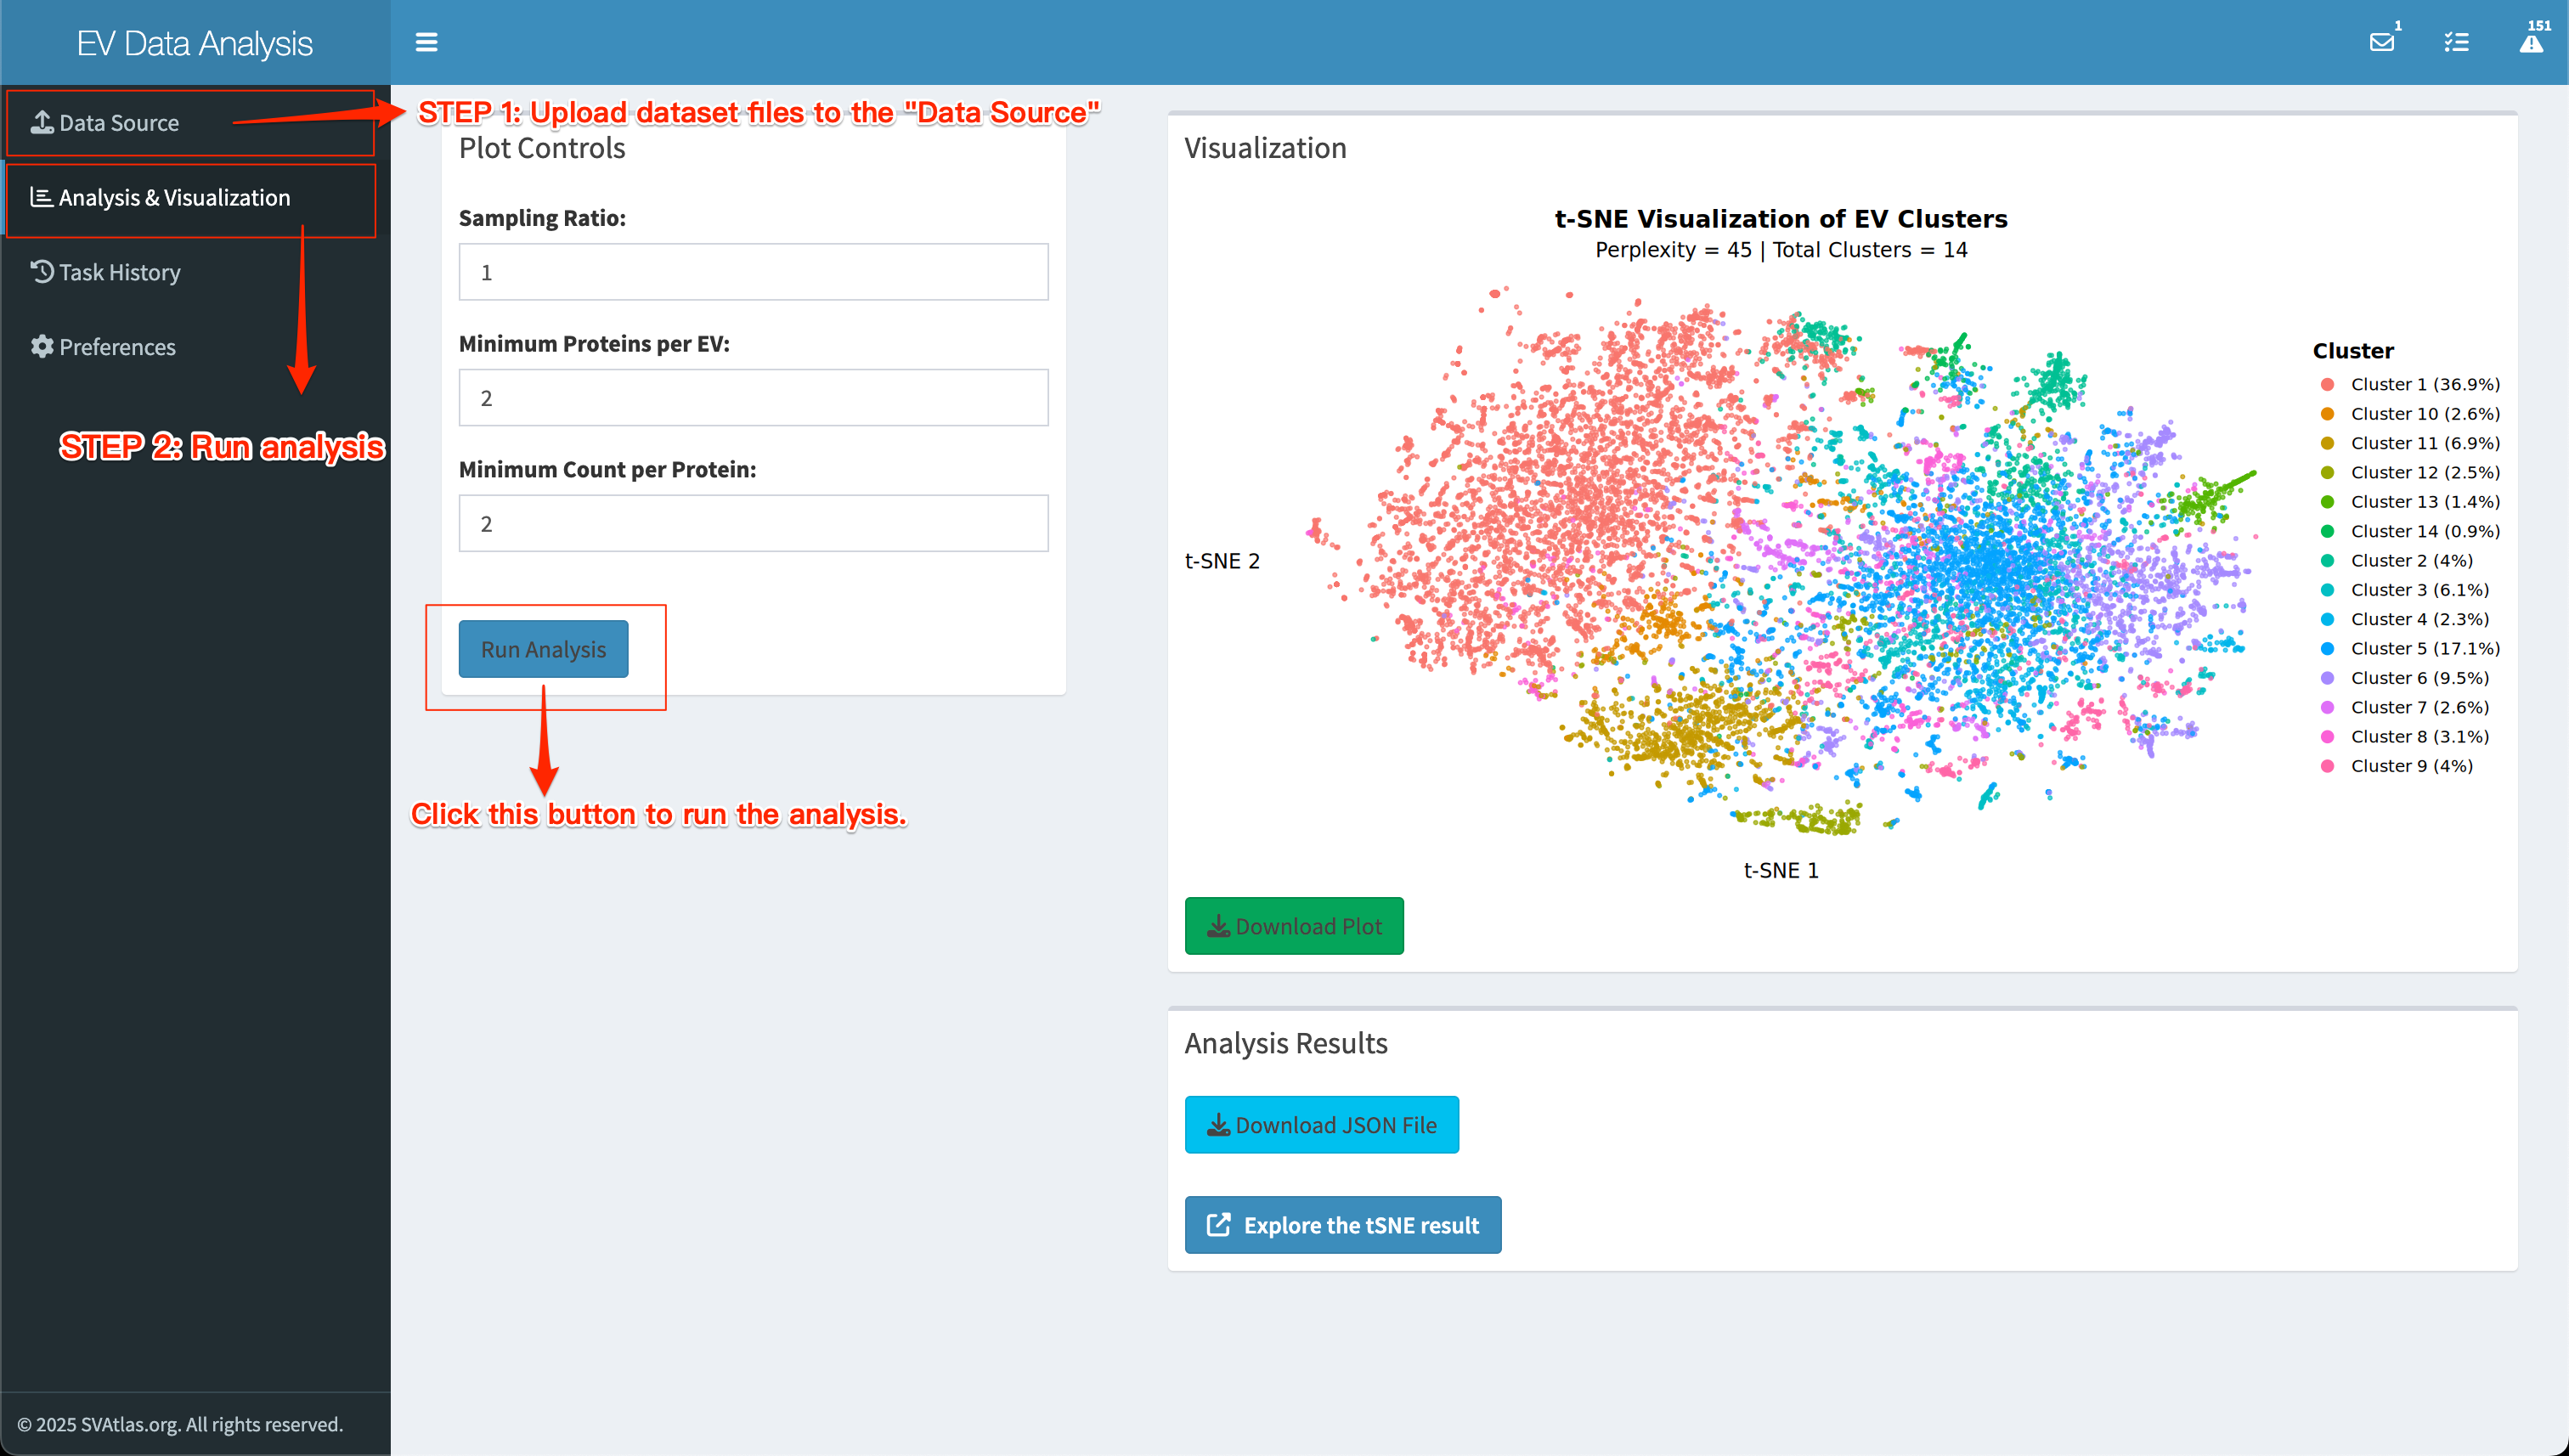 EV Data Analysis
1
151
Data Source
STEP 1: Upload dataset files to the "Data Source"
Analysis & Visualization
Task History
Preferences
STEP 2: Run analysis
Plot Controls
Sampling Ratio:
1
Minimum Proteins per EV:
2
Minimum Count per Protein:
2
Run Analysis
Click this button to run the analysis.
Visualization
t-SNE Visualization of EV Clusters
Perplexity = 45 | Total Clusters = 14
t-SNE 2
t-SNE 1
Cluster
Cluster 1 (36.9%)
Cluster 10 (2.6%)
Cluster 11 (6.9%)
Cluster 12 (2.5%)
Cluster 13 (1.4%)
Cluster 14 (0.9%)
Cluster 2 (4%)
Cluster 3 (6.1%)
Cluster 4 (2.3%)
Cluster 5 (17.1%)
Cluster 6 (9.5%)
Cluster 7 (2.6%)
Cluster 8 (3.1%)
Cluster 9 (4%)
Download Plot
Analysis Results
Download JSON File
Explore the tSNE result
© 2025 SVAtlas.org. All rights reserved.